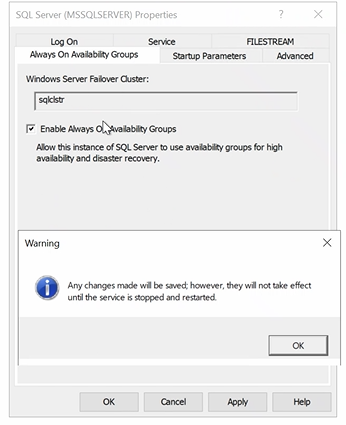 SQL Server (MSSQLSERVER) Properties
Log On Service FILESTREAM
Always On Availability Groups Startup Parameters Advanced
Windows Server Failover Cluster:
sqlclstr
Enable Always On Availability Groups
Allow this instance of SQL Server to use availability groups for high
availability and disaster recovery.
Warning
Any changes made will be saved; however, they will not take effect
until the service is stopped and restarted.
OK
OK Cancel Apply Help